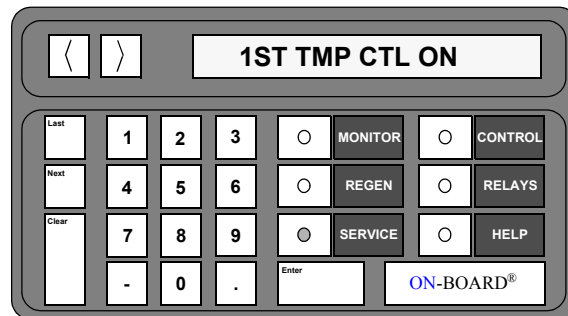 〈 〉 1ST TMP CTL ON
Last 1 2 3 MONITOR CONTROL
Next 4 5 6 REGEN RELAYS
Clear 7 8 9 SERVICE HELP
- 0 . Enter ON-BOARD®